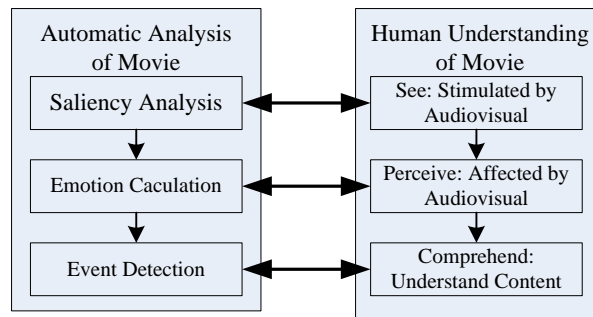 Automatic Analysis
of Movie
Saliency Analysis
Emotion Caculation
Event Detection
Human Understanding
of Movie
See: Stimulated by
Audiovisual
Perceive: Affected by
Audiovisual
Comprehend:
Understand Content